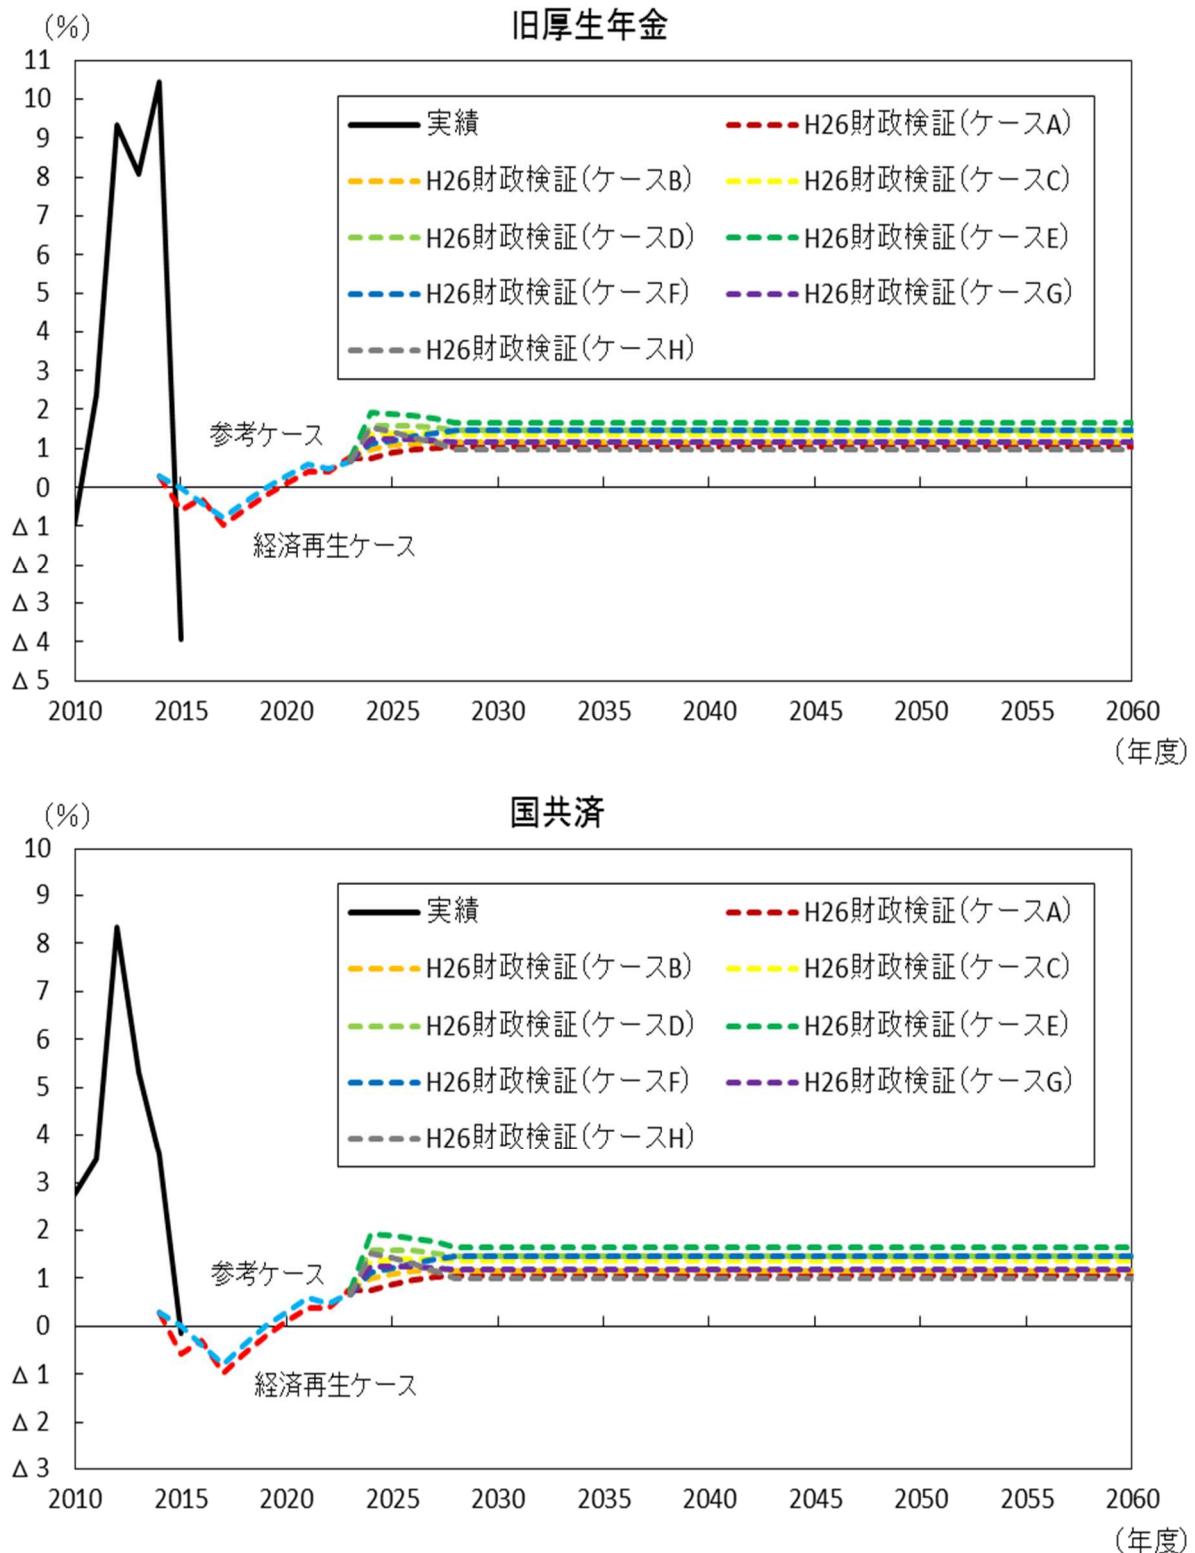 旧厚生年金
(%)
11
10
9
8
7
6
5
4
3
2
1
0
Δ 1
Δ 2
Δ 3
Δ 4
Δ 5
実績
H26財政検証(ケースA)
H26財政検証(ケースB)
H26財政検証(ケースC)
H26財政検証(ケースD)
H26財政検証(ケースE)
H26財政検証(ケースF)
H26財政検証(ケースG)
H26財政検証(ケースH)
参考ケース
経済再生ケース
2010 2015 2020 2025 2030 2035 2040 2045 2050 2055 2060
(年度)
国共済
(%)
10
9
8
7
6
5
4
3
2
1
0
Δ 1
Δ 2
Δ 3
実績
H26財政検証(ケースA)
H26財政検証(ケースB)
H26財政検証(ケースC)
H26財政検証(ケースD)
H26財政検証(ケースE)
H26財政検証(ケースF)
H26財政検証(ケースG)
H26財政検証(ケースH)
参考ケース
経済再生ケース
2010 2015 2020 2025 2030 2035 2040 2045 2050 2055 2060
(年度)